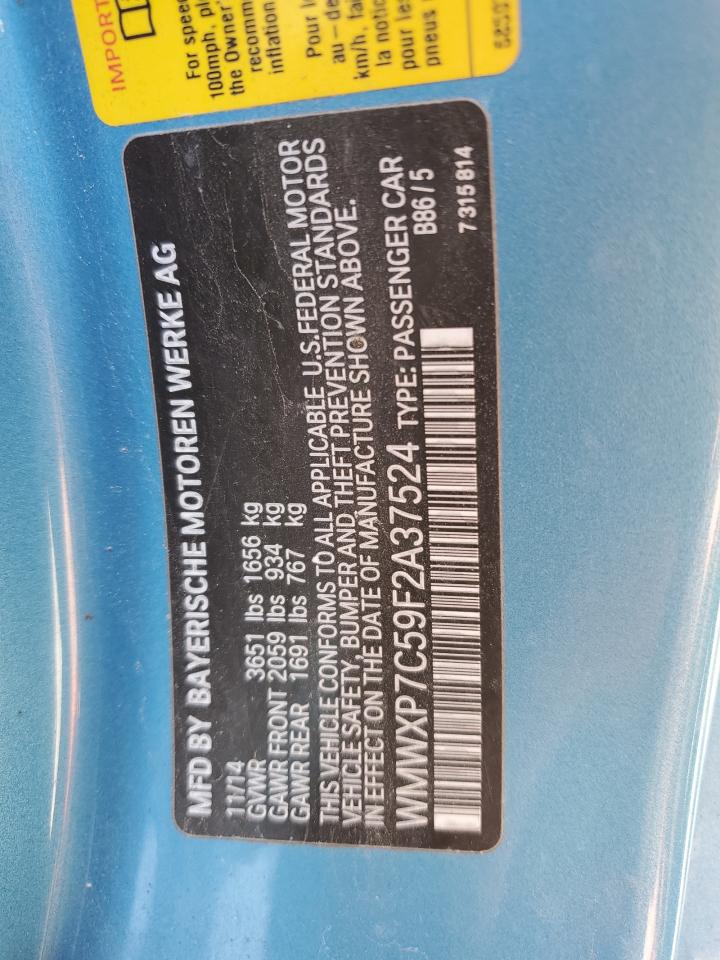 IMPORT
For spee
100mph, pl
the Owner'
recomm
inflation
Pour l
au-de
km/h, fai
la notic
pour les
pneus
MFD BY BAYERISCHE MOTOREN WERKE AG
11/14
GVWR 3651 lbs 1656 kg
GAWR FRONT 2059 lbs 934 kg
GAWR REAR 1691 lbs 767 kg
THIS VEHICLE CONFORMS TO ALL APPLICABLE U.S.FEDERAL MOTOR
VEHICLE SAFETY, BUMPER AND THEFT PREVENTION STANDARDS
IN EFFECT ON THE DATE OF MANUFACTURE SHOWN ABOVE.
WMWXP7C59F2A37524 TYPE: PASSENGER CAR
B86/5
7 315 814